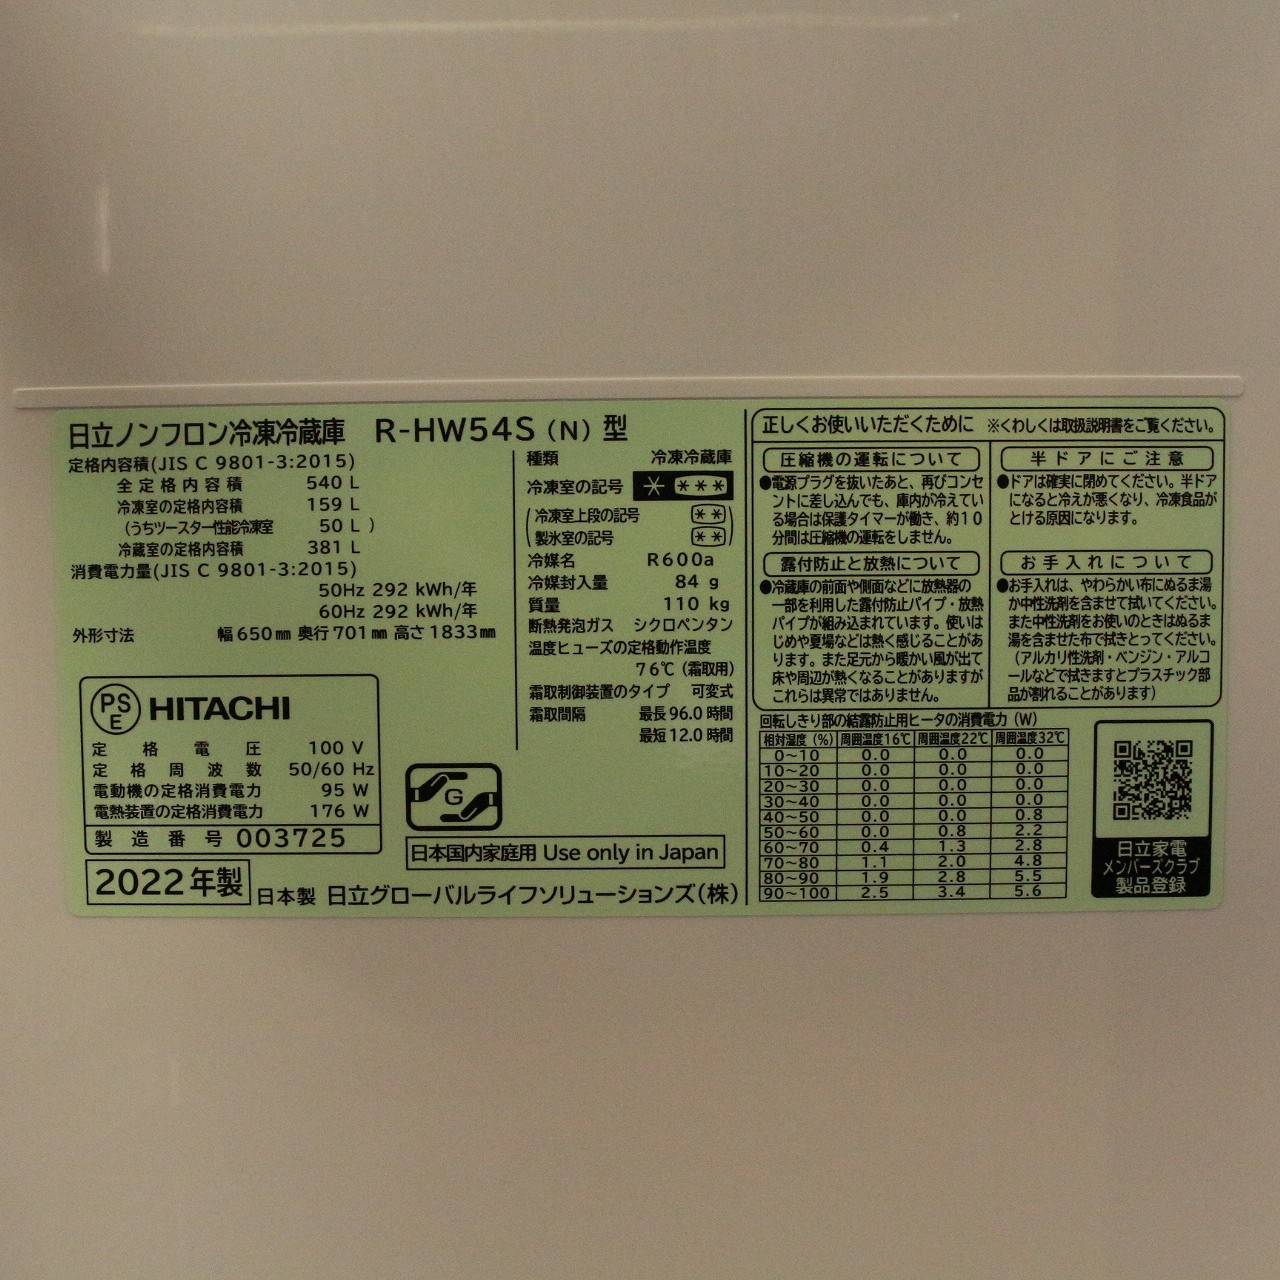 日立ノンフロン冷凍冷蔵庫 R-HW54S (N) 型
定格内容積(JIS C 9801-3:2015)
全定格内容積 540 L
冷凍室の定格内容積 159 L
(うちツースター性能冷凍室 50 L )
冷蔵室の定格内容積 381 L
消費電力量(JIS C 9801-3:2015)
50Hz 292 kWh/年
60Hz 292 kWh/年
外形寸法 幅650mm 奥行701mm 高さ1833mm
PSE HITACHI
定格電圧 100 V
定格周波数 50/60 Hz
電動機の定格消費電力 95 W
電熱装置の定格消費電力 176 W
製造番号 003725
2022年製
日本製 日立グローバルライフソリューションズ(株)
種類 冷凍冷蔵庫
冷凍室の記号 * ***
(冷凍室上段の記号 **
製氷室の記号 **)
冷媒名 R600a
冷媒封入量 84 g
質量 110 kg
断熱発泡ガス シクロペンタン
温度ヒューズの定格動作温度
76℃ (霜取用)
霜取制御装置のタイプ 可変式
霜取間隔 最長96.0時間
最短12.0時間
G
日本国内家庭用 Use only in Japan
正しくお使いいただくために ※くわしくは取扱説明書をご覧ください。
圧縮機の運転について
●電源プラグを抜いたあと、再びコンセ
ントに差し込んでも、庫内が冷えてい
る場合は保護タイマーが働き、約10
分間は圧縮機の運転をしません。
露付防止と放熱について
●冷蔵庫の前面や側面などに放熱器の
一部を利用した露付防止パイプ・放熱
パイプが組み込まれています。使いは
じめや夏場などは熱く感じることがあ
ります。また足元から暖かい風が出て
床や周辺が熱くなることがありますが
これらは異常ではありません。
半ドアにご注意
●ドアは確実に閉めてください。半ドア
になると冷えが悪くなり、冷凍食品が
とける原因になります。
お手入れについて
●お手入れは、やわらかい布にぬるま湯
か中性洗剤を含ませて拭いてください。
また中性洗剤をお使いのときはぬるま
湯を含ませた布で拭きとってください。
(アルカリ性洗剤・ベンジン・アルコ
ールなどで拭きますとプラスチック部
品が割れることがあります)
回転しきり部の結露防止用ヒータの消費電力 (W)
相対湿度 (%) 周囲温度16℃ 周囲温度22℃ 周囲温度32℃
0~10 0.0 0.0 0.0
10~20 0.0 0.0 0.0
20~30 0.0 0.0 0.0
30~40 0.0 0.0 0.0
40~50 0.0 0.0 0.8
50~60 0.0 0.8 2.2
60~70 0.4 1.3 2.8
70~80 1.1 2.0 4.8
80~90 1.9 2.8 5.5
90~100 2.5 3.4 5.6
日立家電
メンバーズクラブ
製品登録